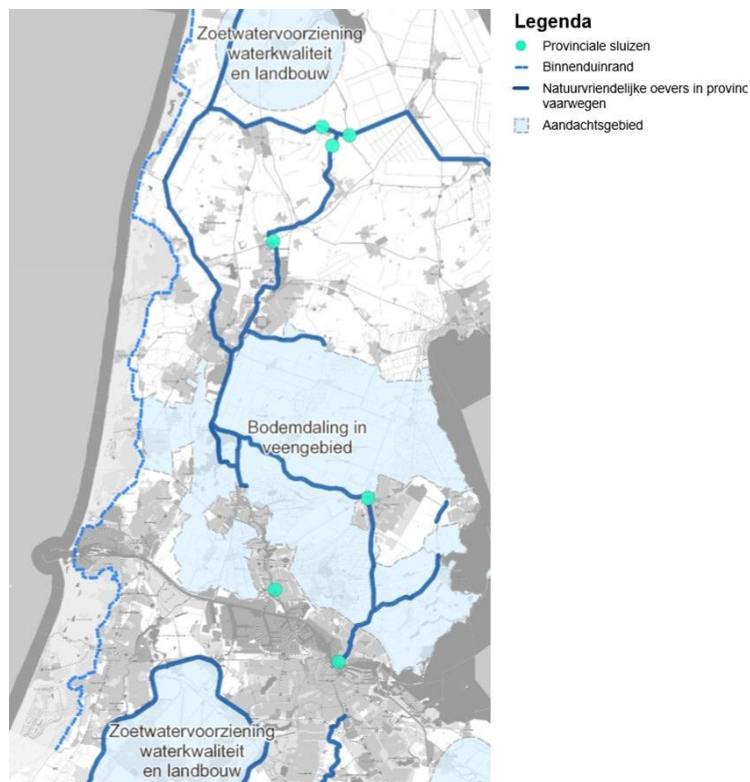 Zoetwatervoorziening
waterkwaliteit
en landbouw
Bodemdaling in
veengebied
Zoetwatervoorziening
waterkwaliteit
en landbouw
Legenda
Provinciale sluizen
Binnenduinrand
Natuurvriendelijke oevers in provinc
vaarwegen
Aandachtsgebied